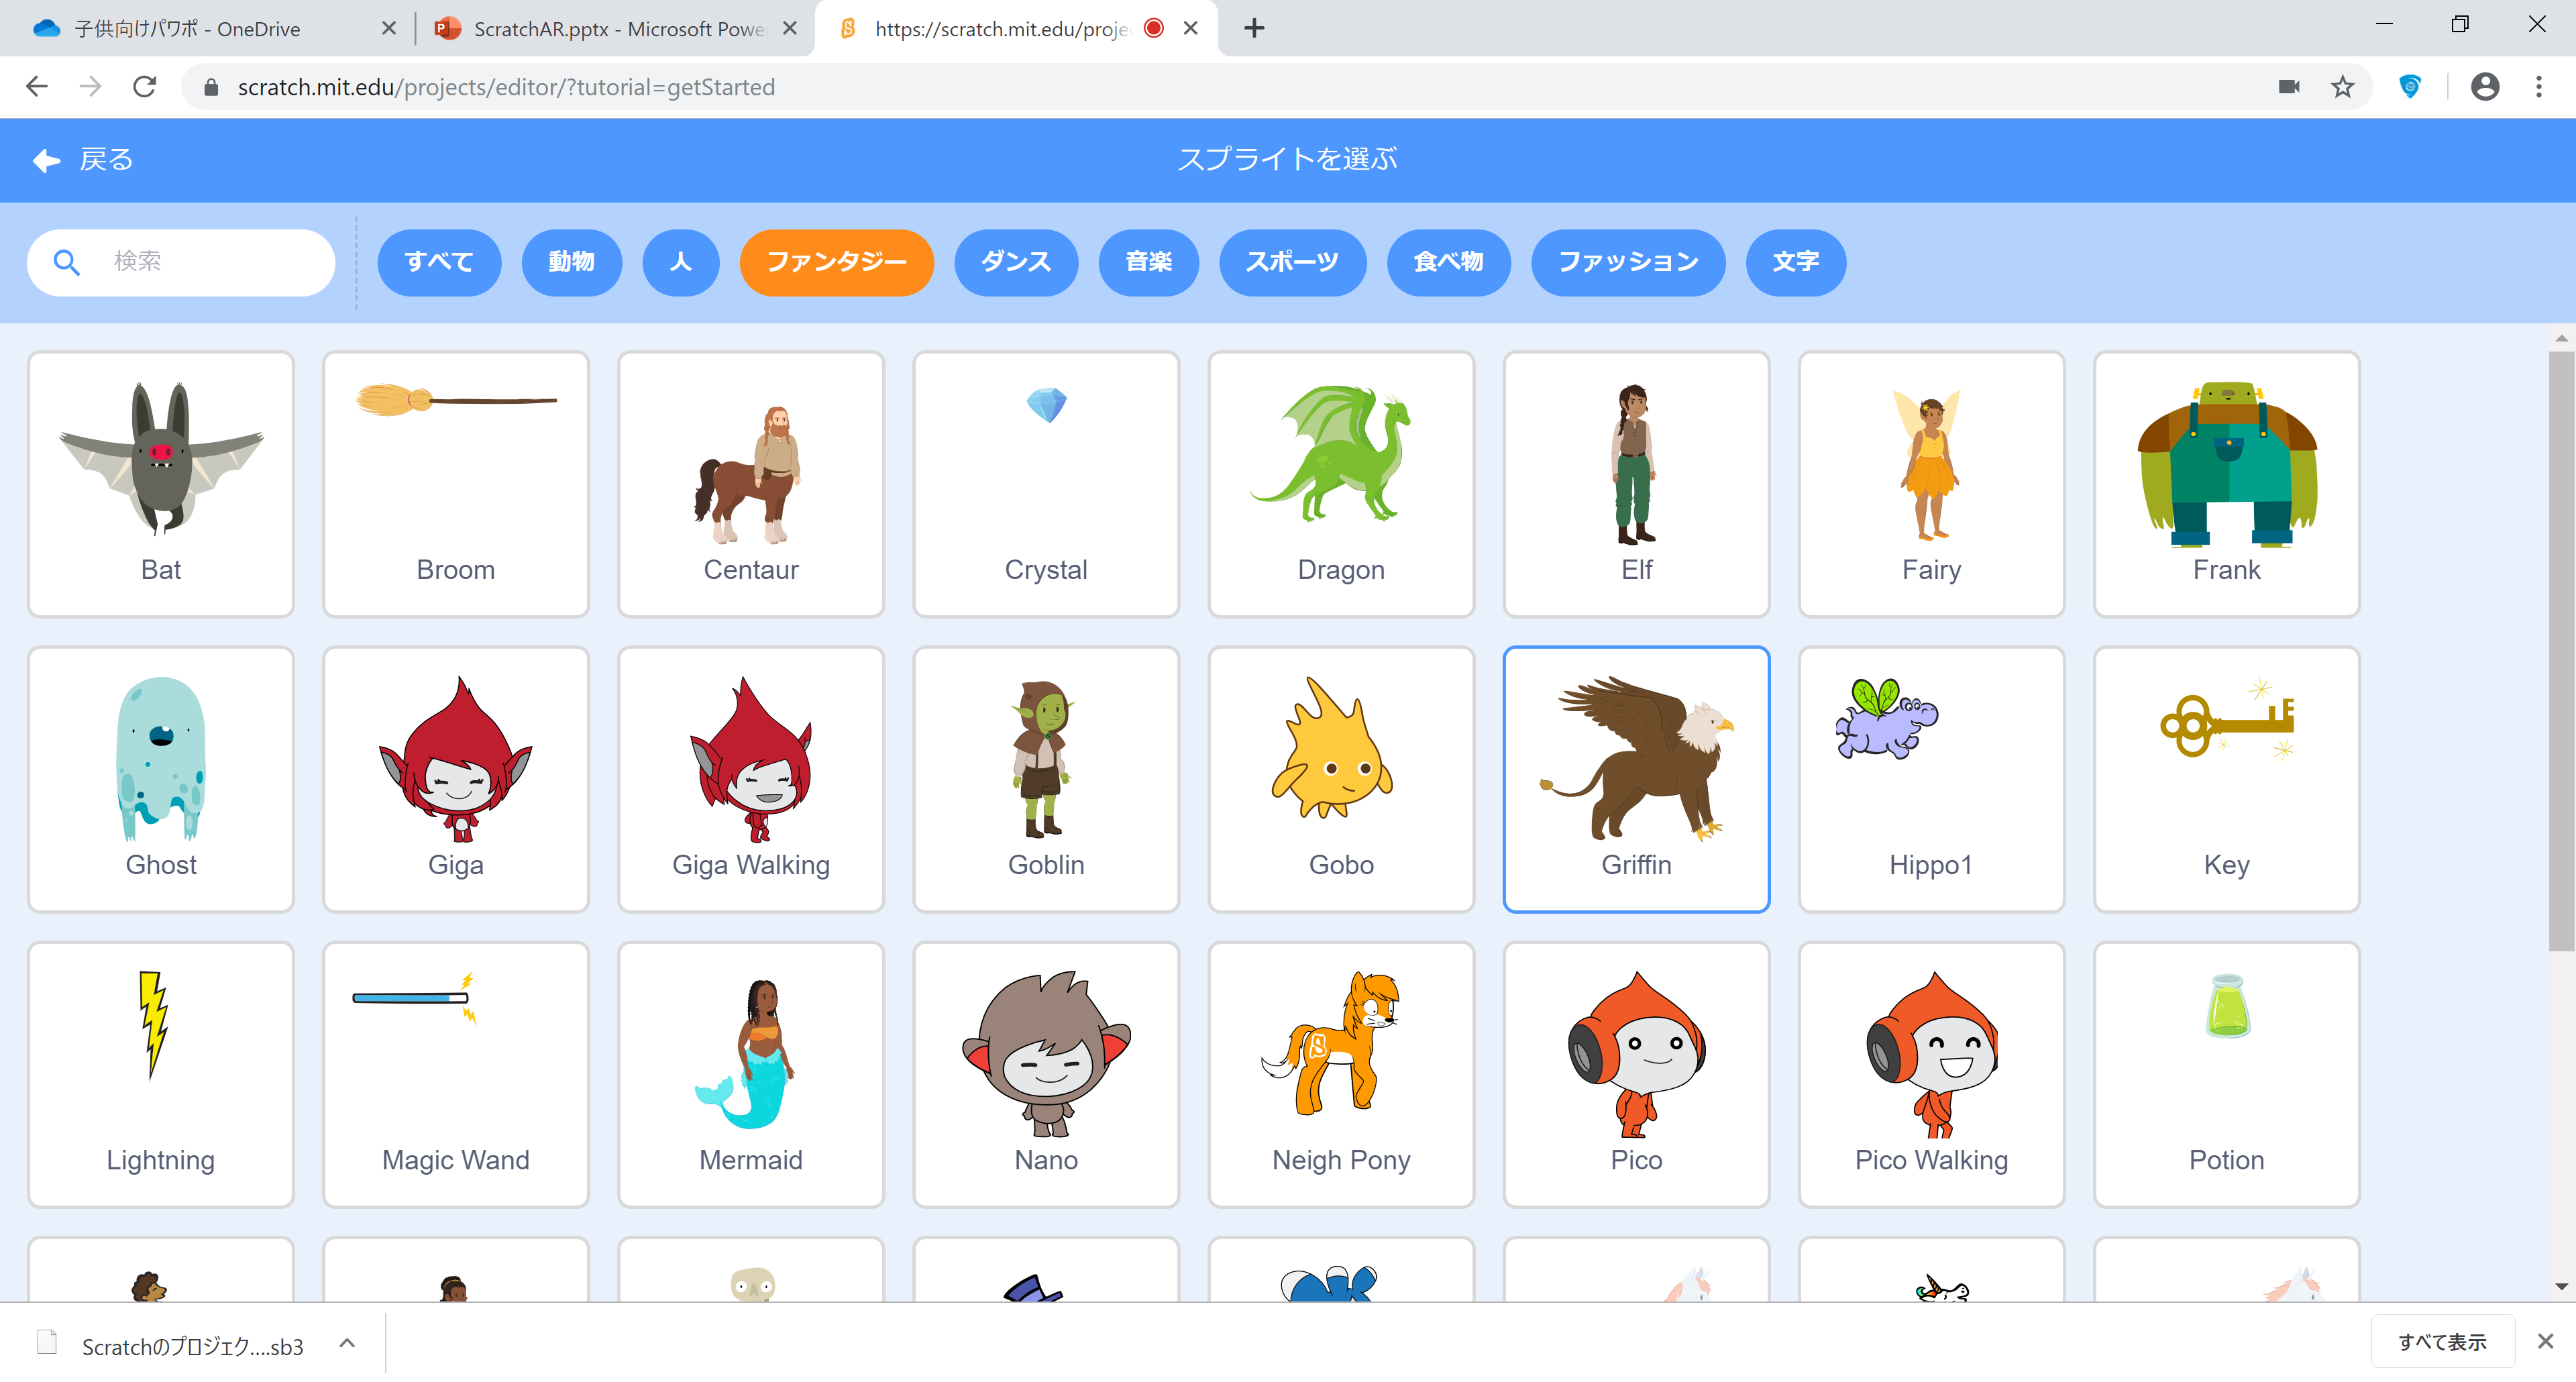 子供向けパワポ - OneDrive
ScratchAR.pptx - Microsoft Powe
https://scratch.mit.edu/proje
scratch.mit.edu/projects/editor/?tutorial=getStarted
戻る
スプライトを選ぶ
検索
すべて 動物 人 ファンタジー ダンス 音楽 スポーツ 食べ物 ファッション 文字
Bat Broom Centaur Crystal Dragon Elf Fairy Frank
Ghost Giga Giga Walking Goblin Gobo Griffin Hippo1 Key
Lightning Magic Wand Mermaid Nano Neigh Pony Pico Pico Walking Potion
Scratchのプロジェク....sb3
すべて表示